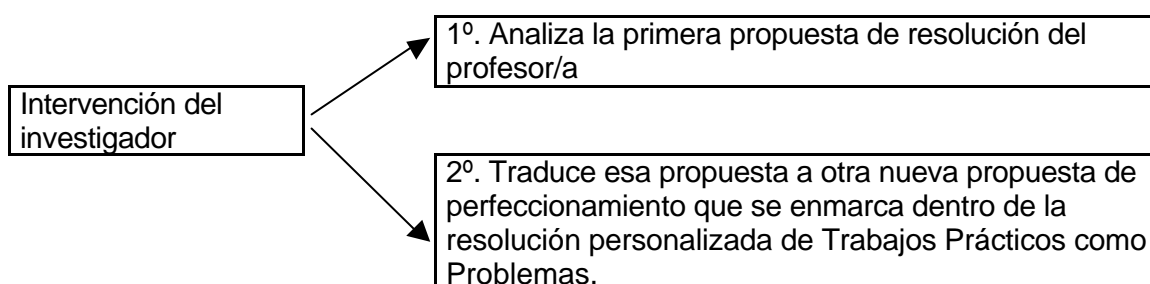 Intervención del
investigador
1º. Analiza la primera propuesta de resolución del
profesor/a
2º. Traduce esa propuesta a otra nueva propuesta de
perfeccionamiento que se enmarca dentro de la
resolución personalizada de Trabajos Prácticos como
Problemas.